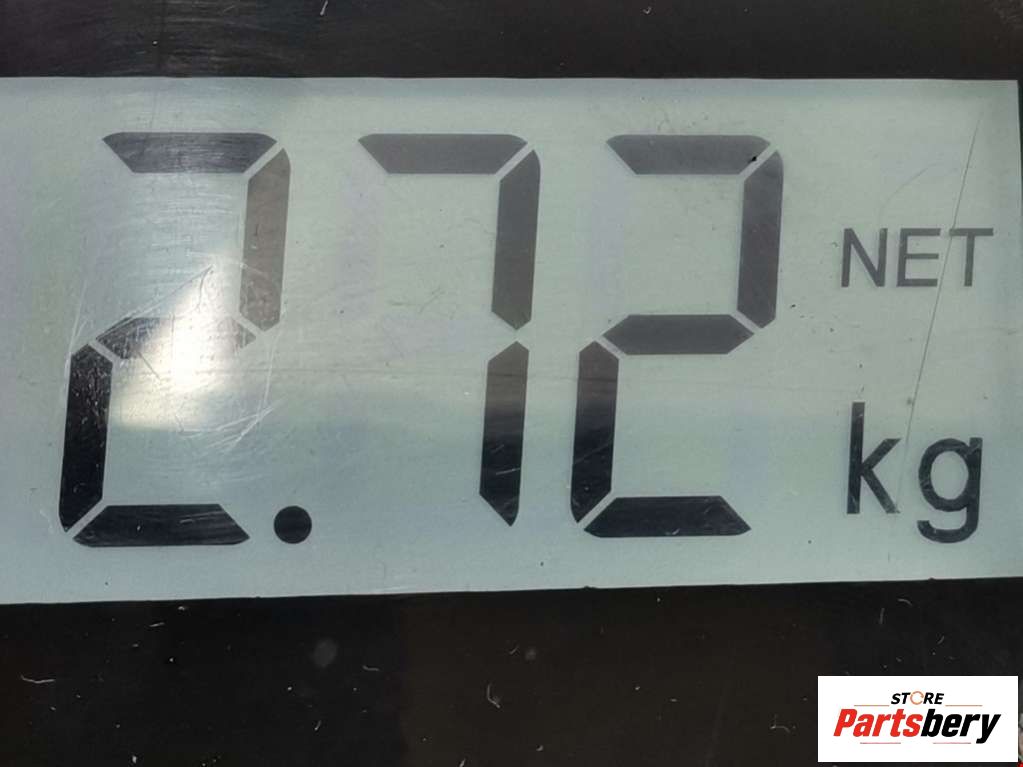 2.72
NET
kg
STORE
Partsbery